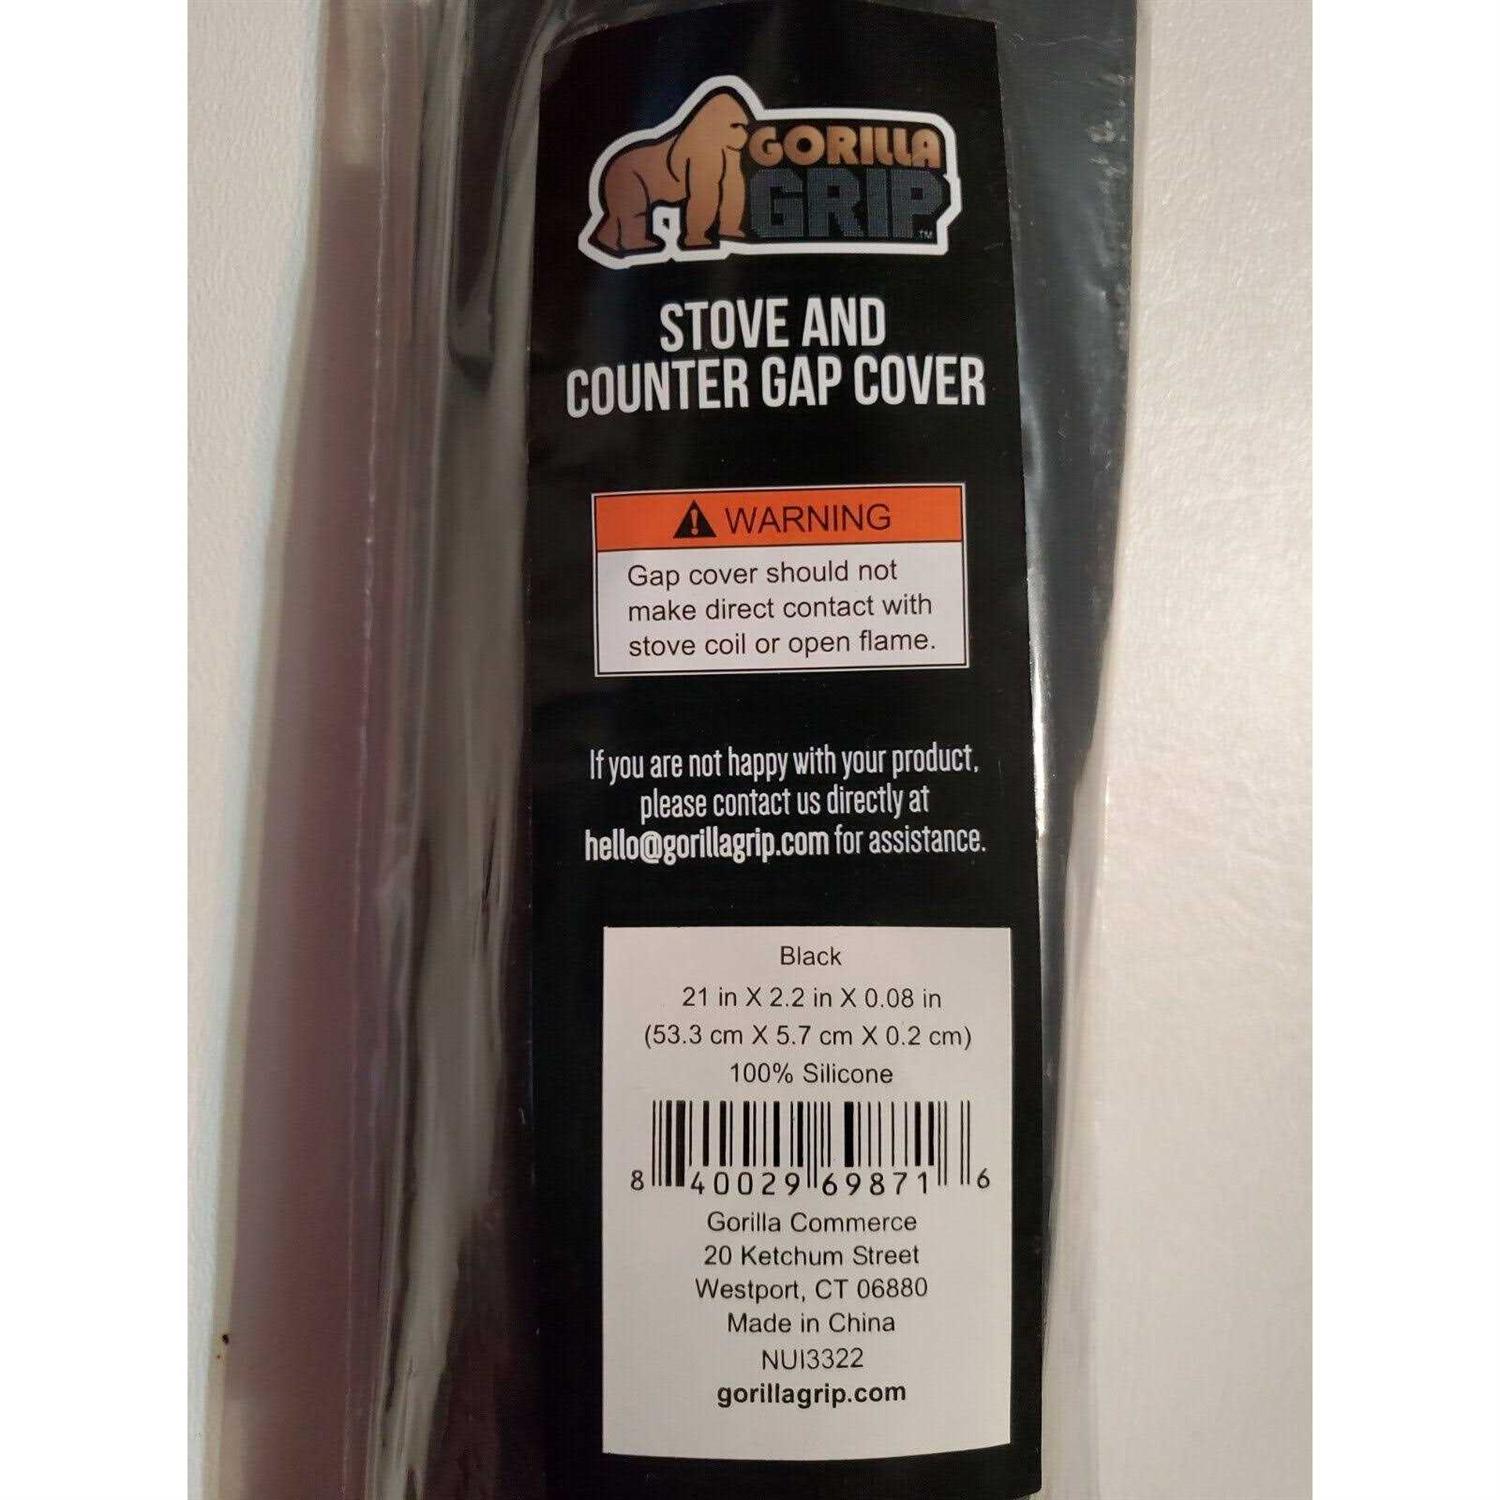 GORILLA
GRIP™
STOVE AND
COUNTER GAP COVER
WARNING
Gap cover should not
make direct contact with
stove coil or open flame.
If you are not happy with your product,
please contact us directly at
hello@gorillagrip.com for assistance.
Black
21 in X 2.2 in X 0.08 in
(53.3 cm X 5.7 cm X 0.2 cm)
100% Silicone
8 40029 69871 6
Gorilla Commerce
20 Ketchum Street
Westport, CT 06880
Made in China
NUI3322
gorillagrip.com